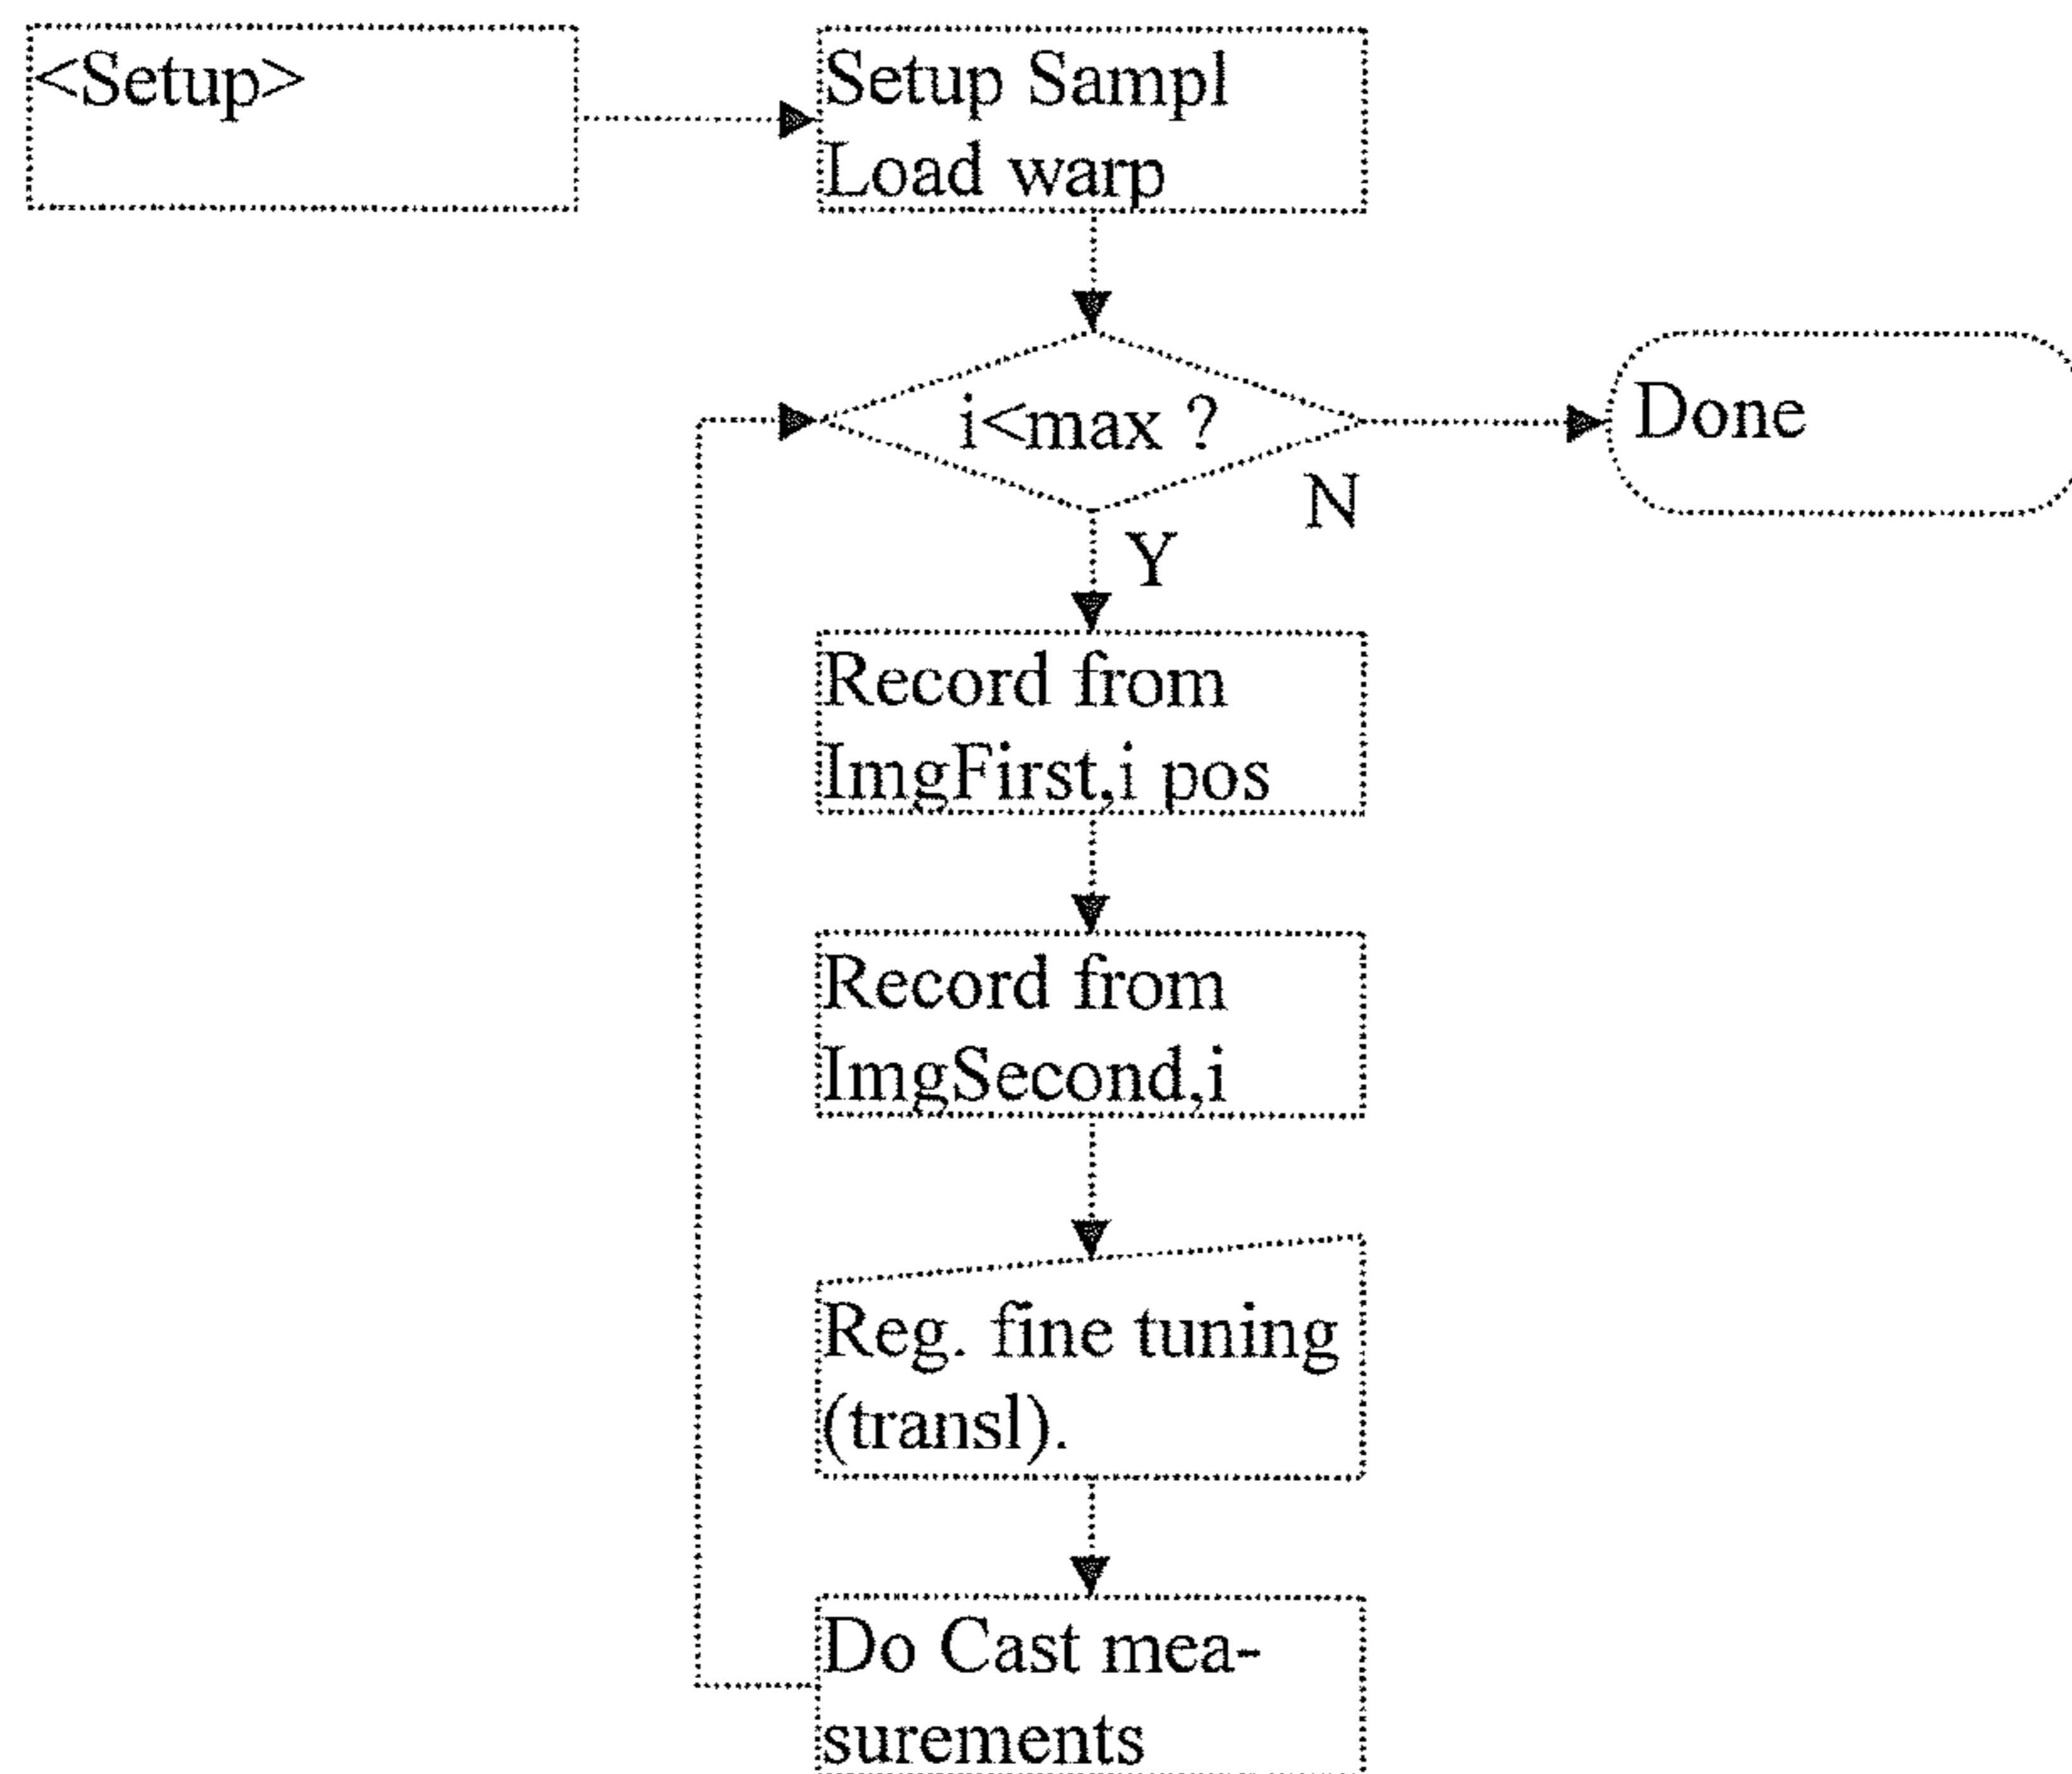 <Setup>
Setup Sampl
Load warp
i<max ?
Done
N
Y
Record from
ImgFirst,i pos
Record from
ImgSecond,i
Reg. fine tuning
(transl).
Do Cast mea-
surements